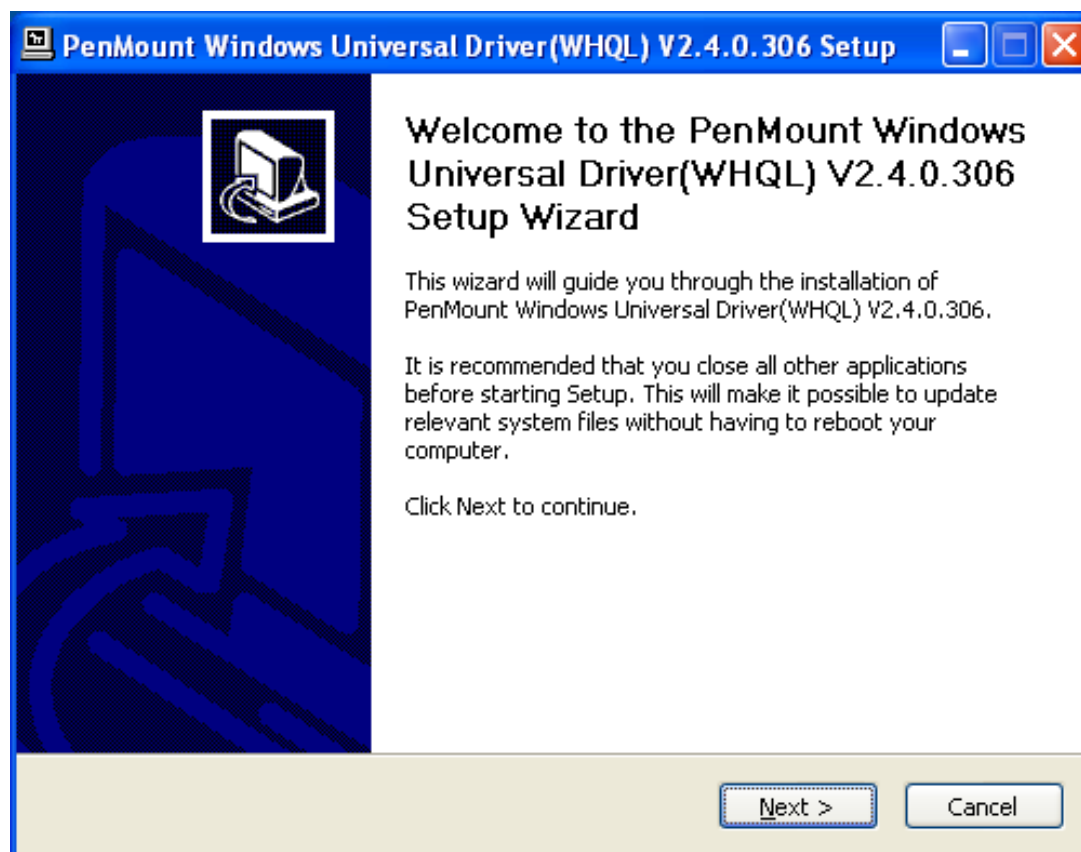 PenMount Windows Universal Driver(WHQL) V2.4.0.306 Setup
Welcome to the PenMount Windows
Universal Driver(WHQL) V2.4.0.306
Setup Wizard
This wizard will guide you through the installation of
PenMount Windows Universal Driver(WHQL) V2.4.0.306.
It is recommended that you close all other applications
before starting Setup. This will make it possible to update
relevant system files without having to reboot your
computer.
Click Next to continue.
Next >
Cancel